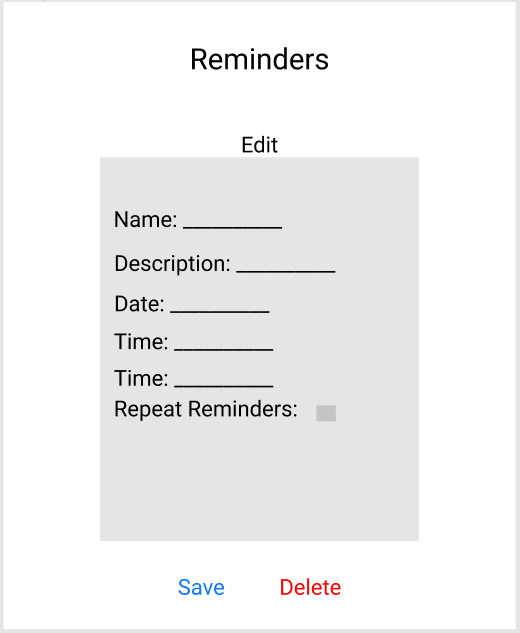 Reminders
Edit
Name: _________
Description: _________
Date: _________
Time: _________
Time: _________
Repeat Reminders:
Save Delete